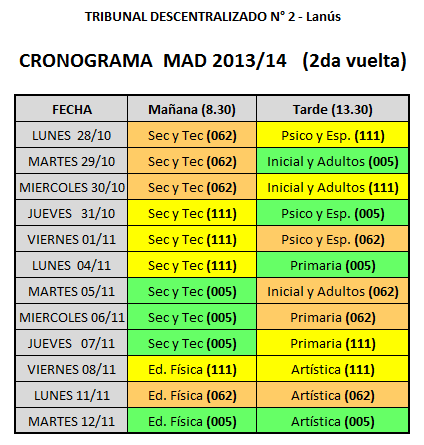 TRIBUNAL DESCENTRALIZADO N° 2 - Lanús
CRONOGRAMA MAD 2013/14 (2da vuelta)
FECHA Mañana (8.30) Tarde (13.30)
LUNES 28/10 Sec y Tec (062) Psico y Esp. (111)
MARTES 29/10 Sec y Tec (062) Inicial y Adultos (005)
MIERCOLES 30/10 Sec y Tec (062) Inicial y Adultos (111)
JUEVES 31/10 Sec y Tec (111) Psico y Esp. (005)
VIERNES 01/11 Sec y Tec (111) Psico y Esp. (062)
LUNES 04/11 Sec y Tec (111) Primaria (005)
MARTES 05/11 Sec y Tec (005) Inicial y Adultos (062)
MIERCOLES 06/11 Sec y Tec (005) Primaria (062)
JUEVES 07/11 Sec y Tec (005) Primaria (111)
VIERNES 08/11 Ed. Física (111) Artística (111)
LUNES 11/11 Ed. Física (062) Artística (062)
MARTES 12/11 Ed. Física (005) Artística (005)